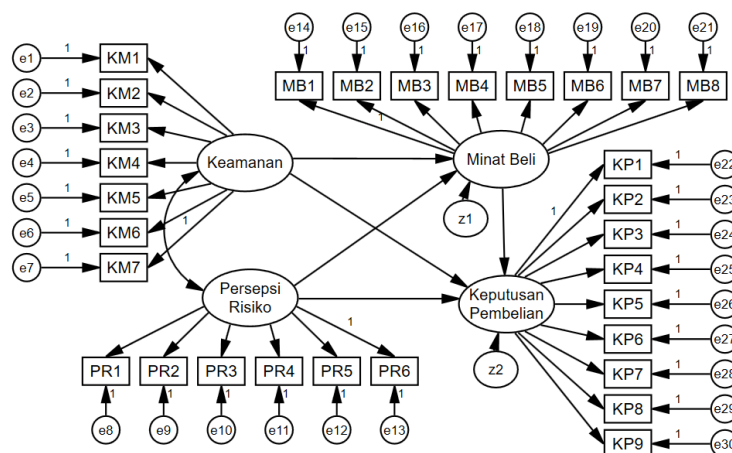 e14 e15 e16 e17 e18 e19 e20 e21
1 1 1 1 1 1 1 1
MB1 MB2 MB3 MB4 MB5 MB6 MB7 MB8
1
e1 1 KM1
e2 1 KM2
e3 1 KM3
e4 1 KM4
e5 1 KM5
e6 1 KM6
e7 1 KM7
1
Keamanan
Minat Beli
z1
Persepsi
Risiko
1
Keputusan
Pembelian
z2
1
KP1 1 e22
KP2 1 e23
KP3 1 e24
KP4 1 e25
KP5 1 e26
KP6 1 e27
KP7 1 e28
KP8 1 e29
KP9 1 e30
PR1 PR2 PR3 PR4 PR5 PR6
1 1 1 1 1 1
e8 e9 e10 e11 e12 e13